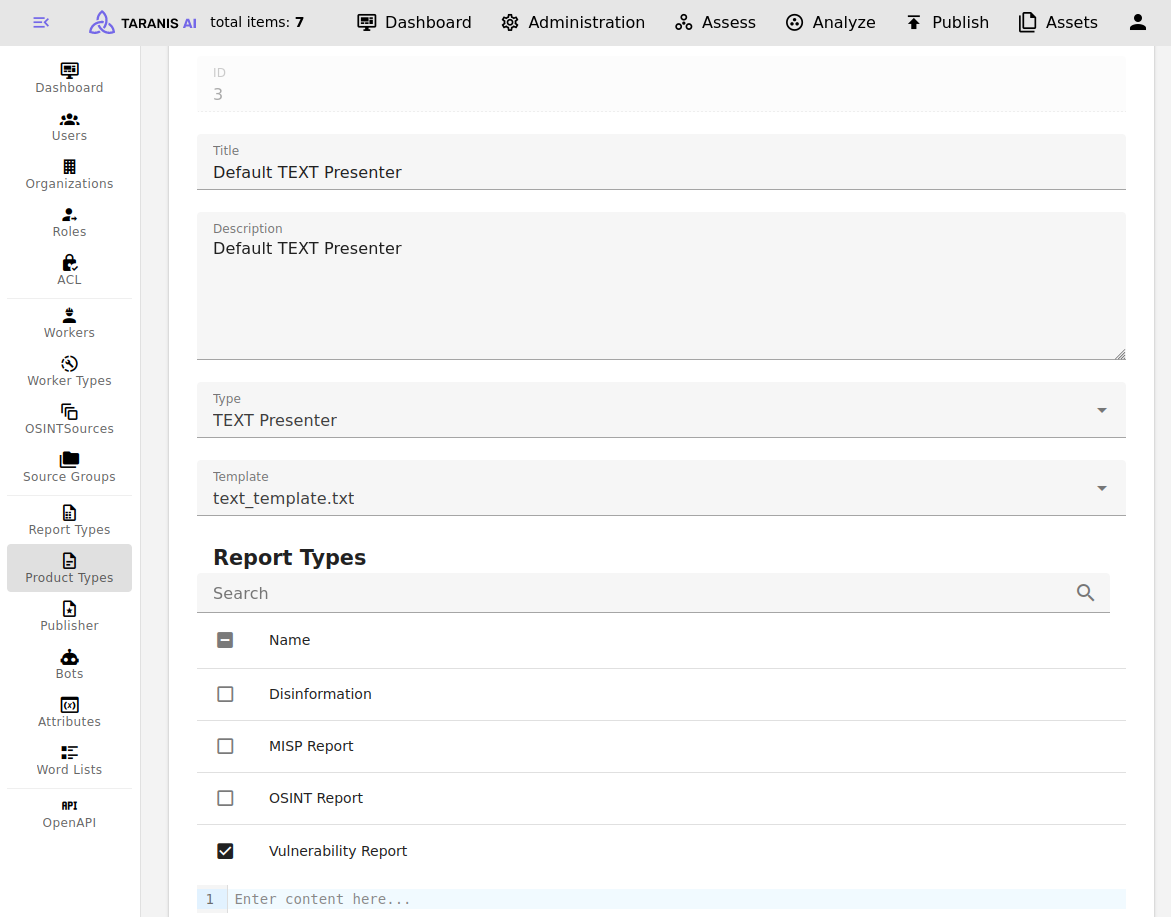 TARANIS AI
total items: 7
Dashboard
Administration
Assess
Analyze
Publish
Assets
Dashboard
Users
Organizations
Roles
ACL
Workers
Worker Types
OSINTSources
Source Groups
Report Types
Product Types
Publisher
Bots
(x)
Attributes
Word Lists
API
OpenAPI
ID
3
Title
Default TEXT Presenter
Description
Default TEXT Presenter
Type
TEXT Presenter
Template
text_template.txt
Report Types
Search
Name
Disinformation
MISP Report
OSINT Report
Vulnerability Report
1 Enter content here...